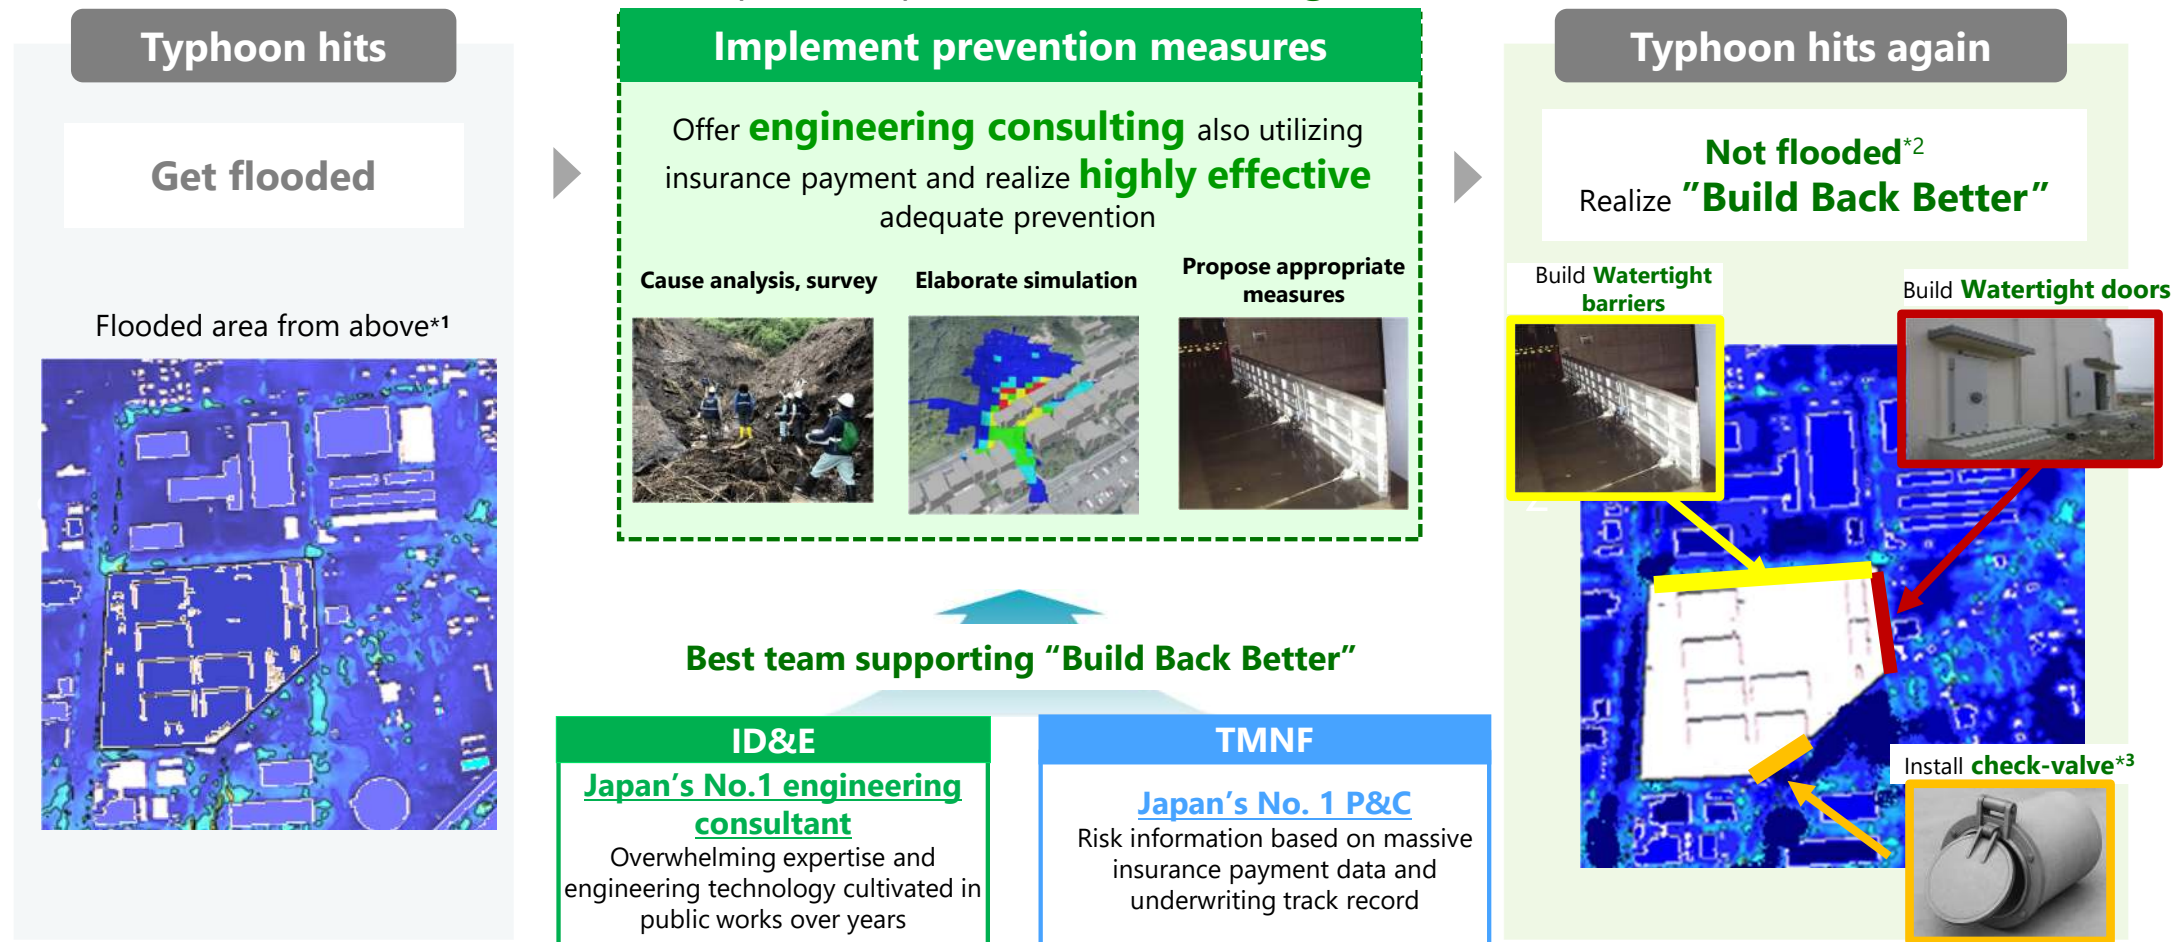 Typhoon hits
Get flooded
Flooded area from above*1
Implement prevention measures
Offer engineering consulting also utilizing
insurance payment and realize highly effective
adequate prevention
Cause analysis, survey
Elaborate simulation
Propose appropriate
measures
Best team supporting “Build Back Better”
ID&E
Japan’s No.1 engineering
consultant
Overwhelming expertise and
engineering technology cultivated in
public works over years
TMNF
Japan’s No. 1 P&C
Risk information based on massive
insurance payment data and
underwriting track record
Typhoon hits again
Not flooded*2
Realize ”Build Back Better”
Build Watertight
barriers
Build Watertight doors
Install check-valve*3